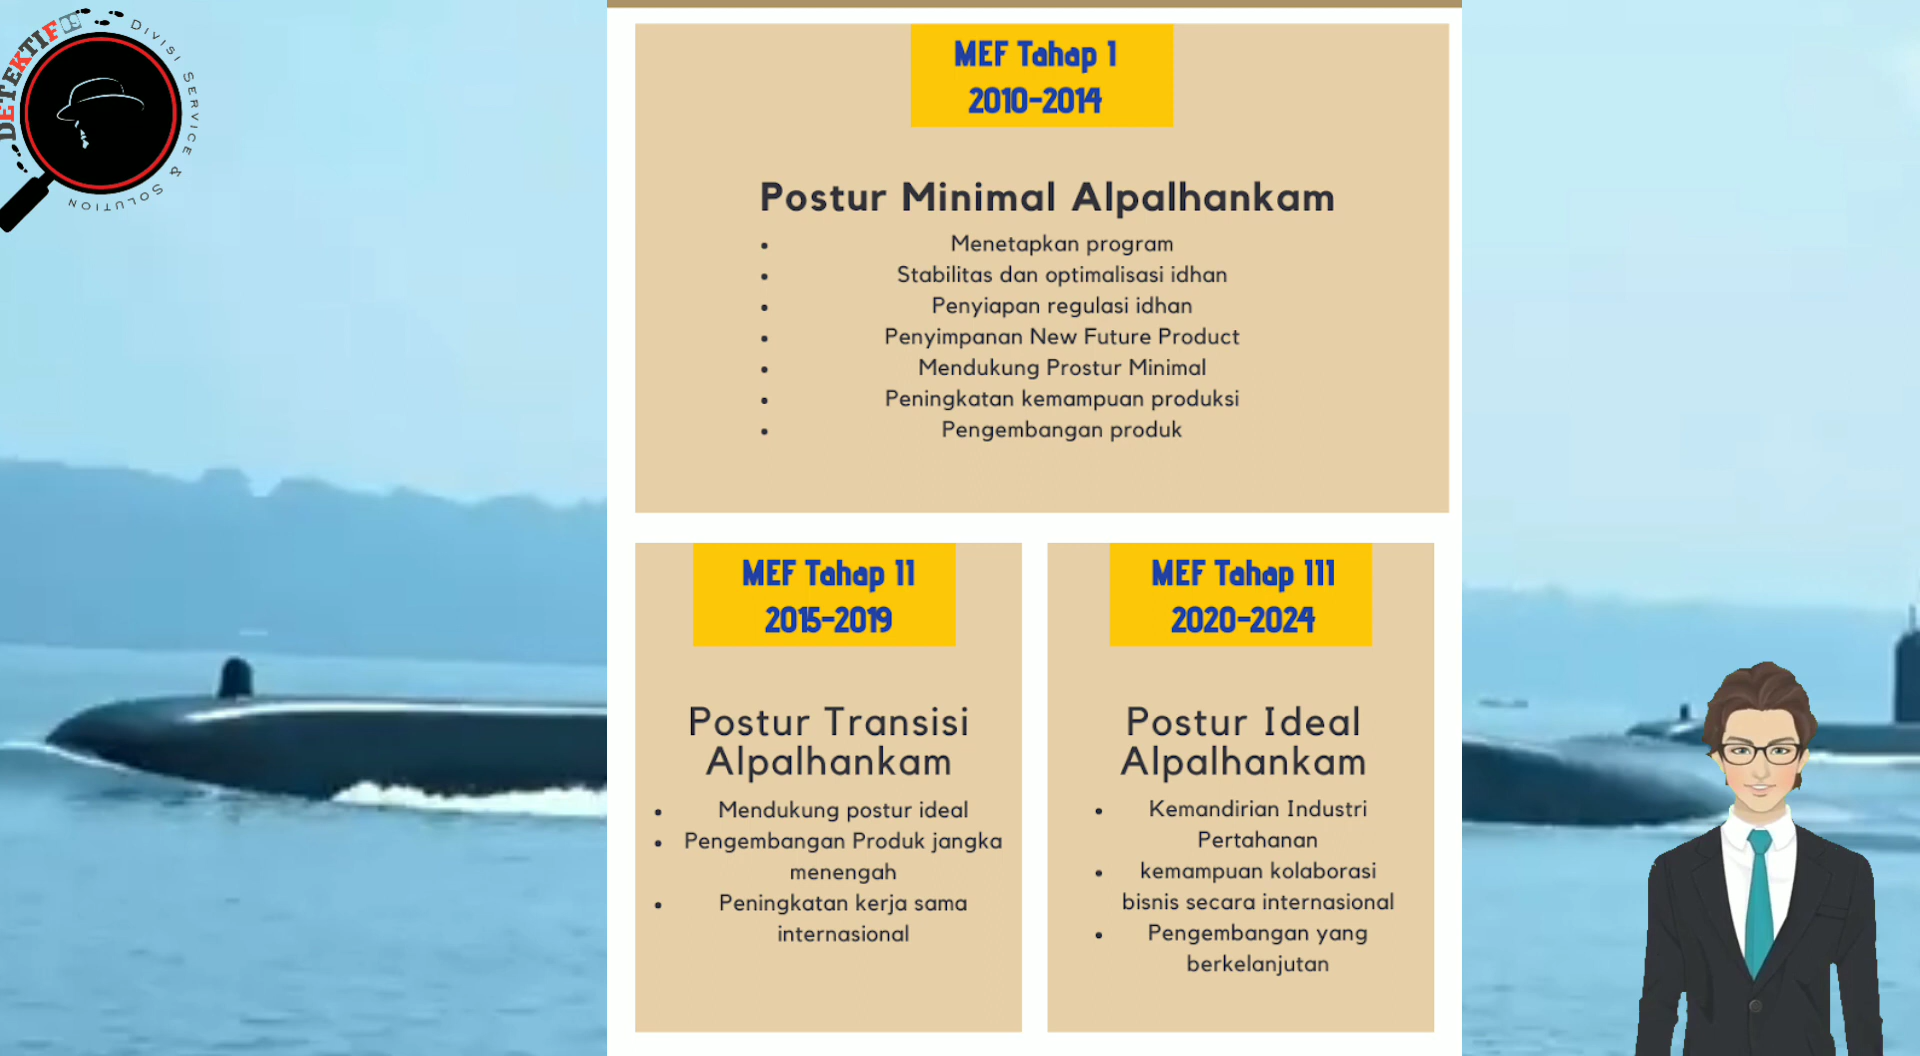 DETEKTIF 19
DIVISI SERVICE & SOLUTION
MEF Tahap I
2010-2014
Postur Minimal Alpalhankam
• Menetapkan program
• Stabilitas dan optimalisasi idhan
• Penyiapan regulasi idhan
• Penyimpanan New Future Product
• Mendukung Prostur Minimal
• Peningkatan kemampuan produksi
• Pengembangan produk
MEF Tahap II
2015-2019
Postur Transisi
Alpalhankam
• Mendukung postur ideal
• Pengembangan Produk jangka
menengah
• Peningkatan kerja sama
internasional
MEF Tahap III
2020-2024
Postur Ideal
Alpalhankam
• Kemandirian Industri
Pertahanan
• kemampuan kolaborasi
bisnis secara internasional
• Pengembangan yang
berkelanjutan